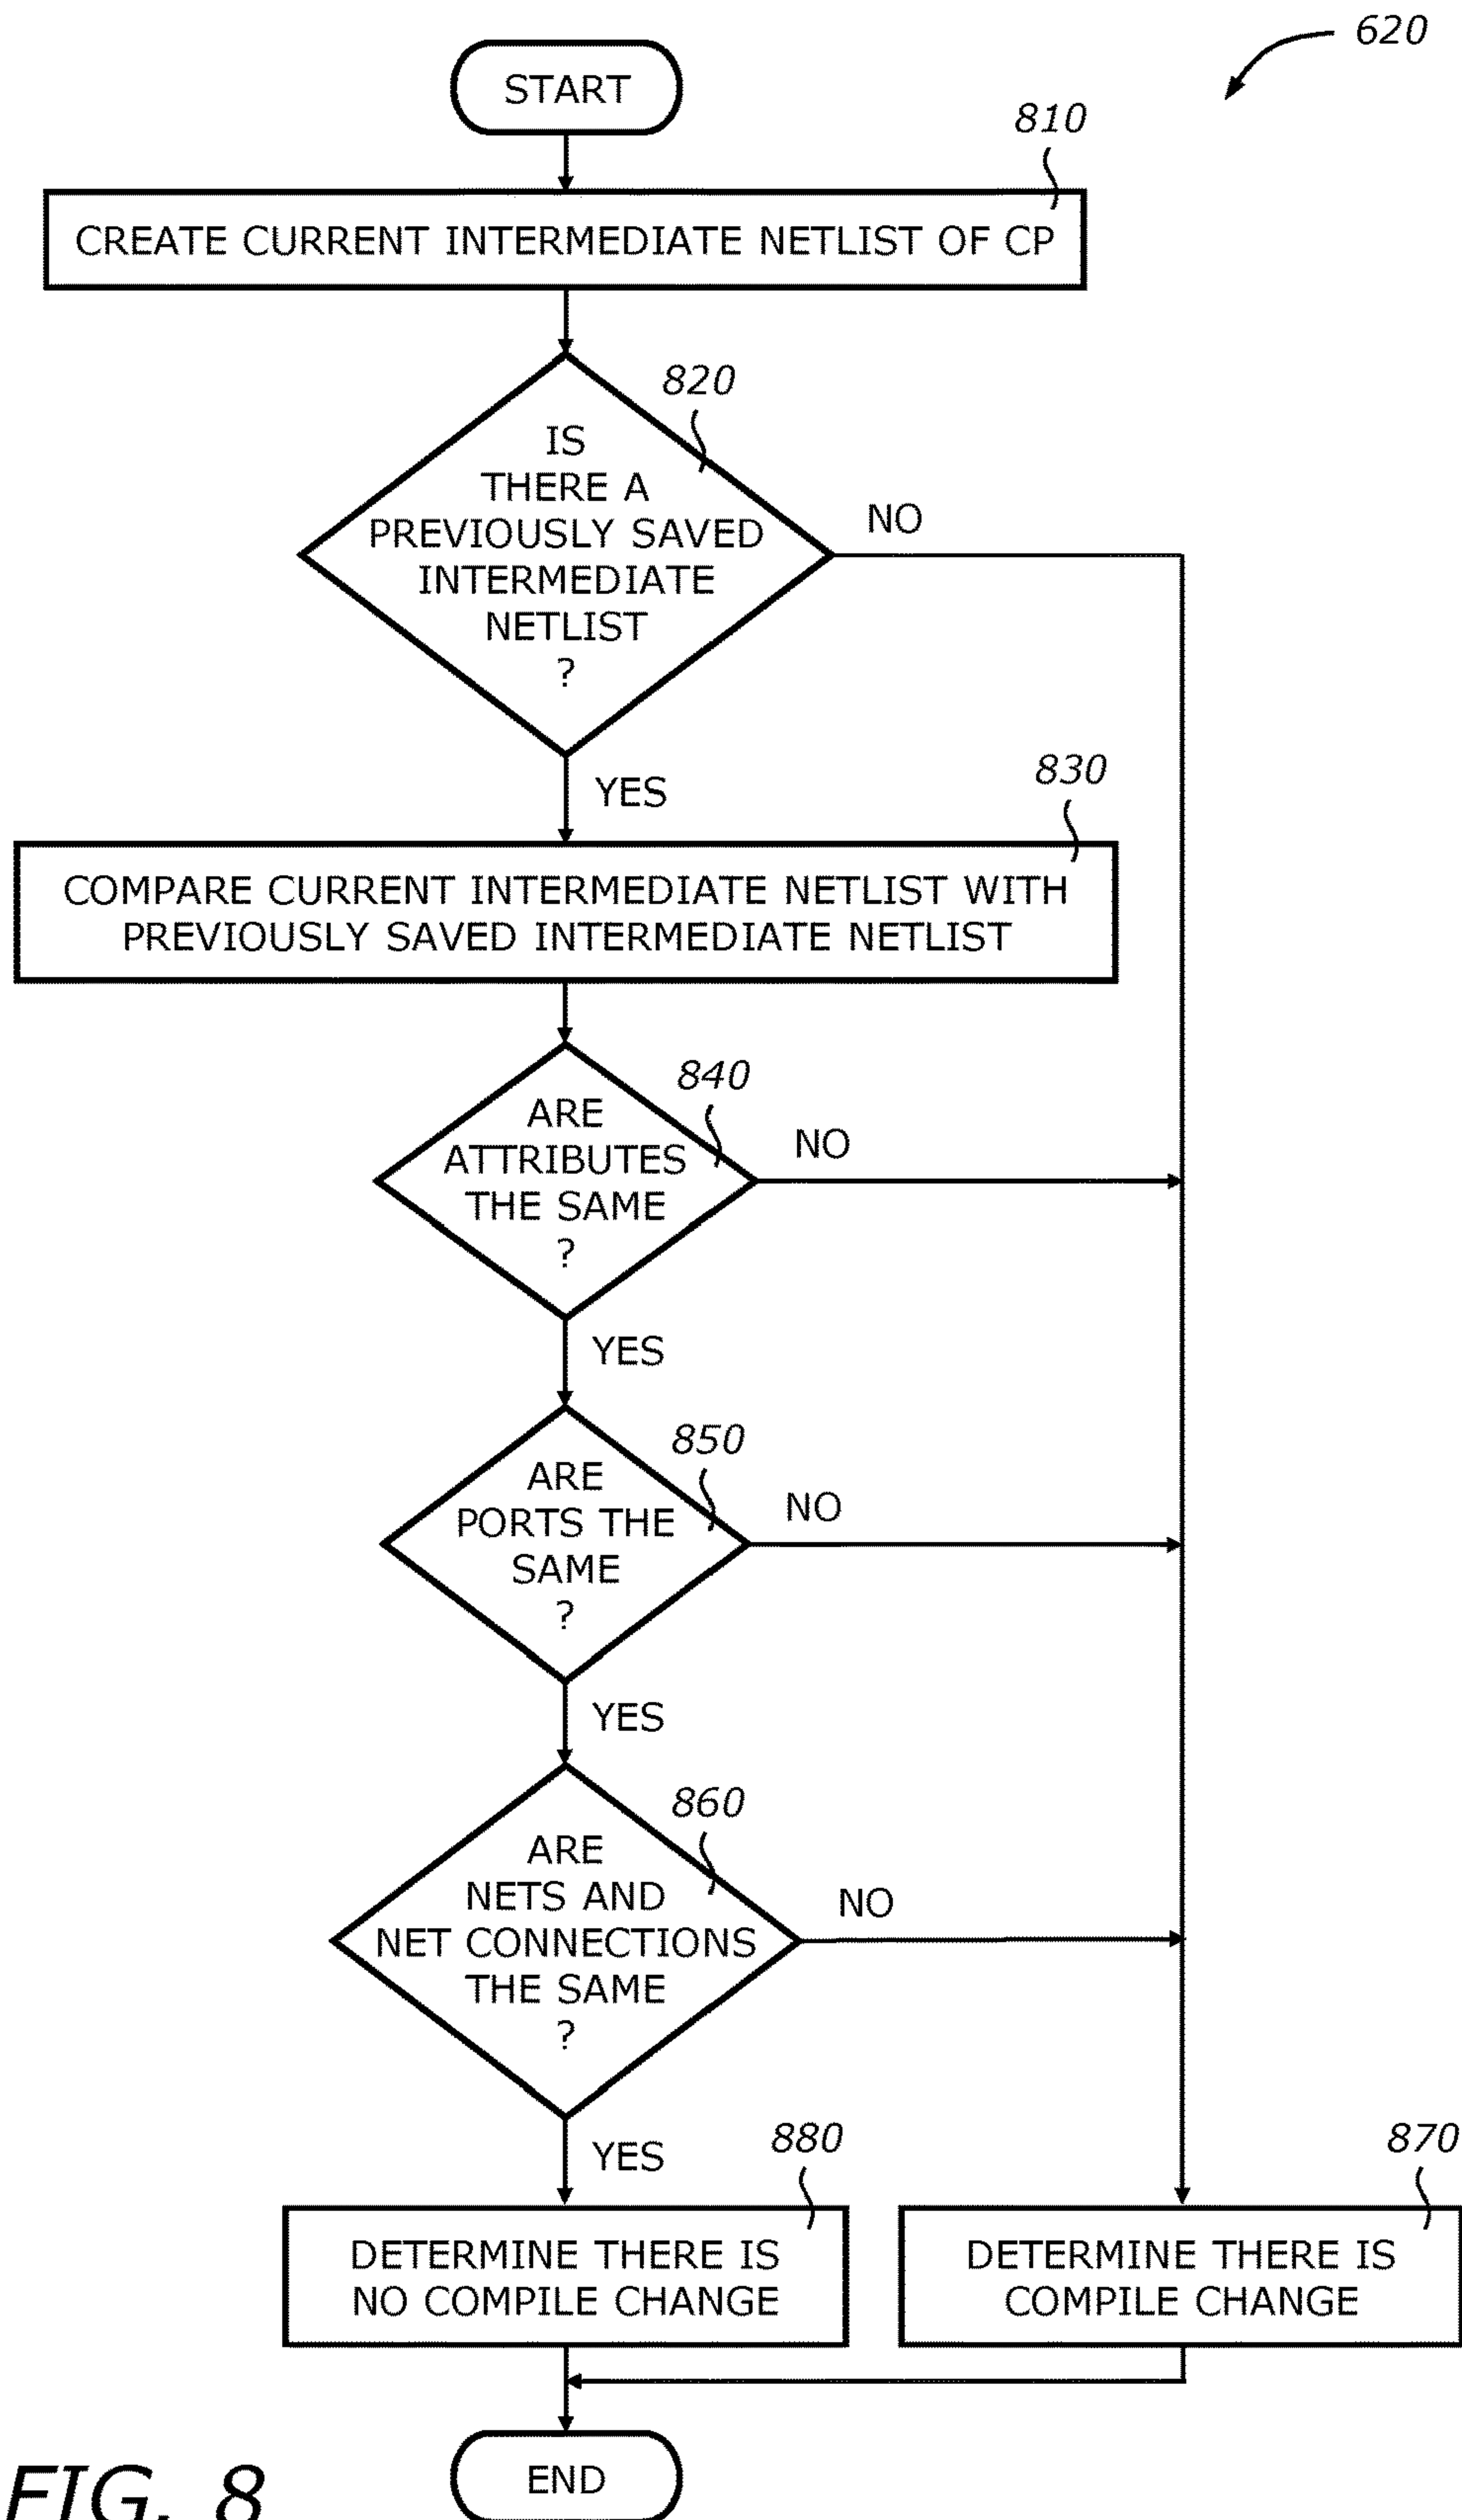 620
START
810
CREATE CURRENT INTERMEDIATE NETLIST OF CP
820
IS
THERE A
PREVIOUSLY SAVED
INTERMEDIATE
NETLIST
?
NO
YES
830
COMPARE CURRENT INTERMEDIATE NETLIST WITH
PREVIOUSLY SAVED INTERMEDIATE NETLIST
840
ARE
ATTRIBUTES
THE SAME
?
NO
YES
850
ARE
PORTS THE
SAME
?
NO
YES
860
ARE
NETS AND
NET CONNECTIONS
THE SAME
?
NO
YES
880
DETERMINE THERE IS
NO COMPILE CHANGE
870
DETERMINE THERE IS
COMPILE CHANGE
END
FIG. 8